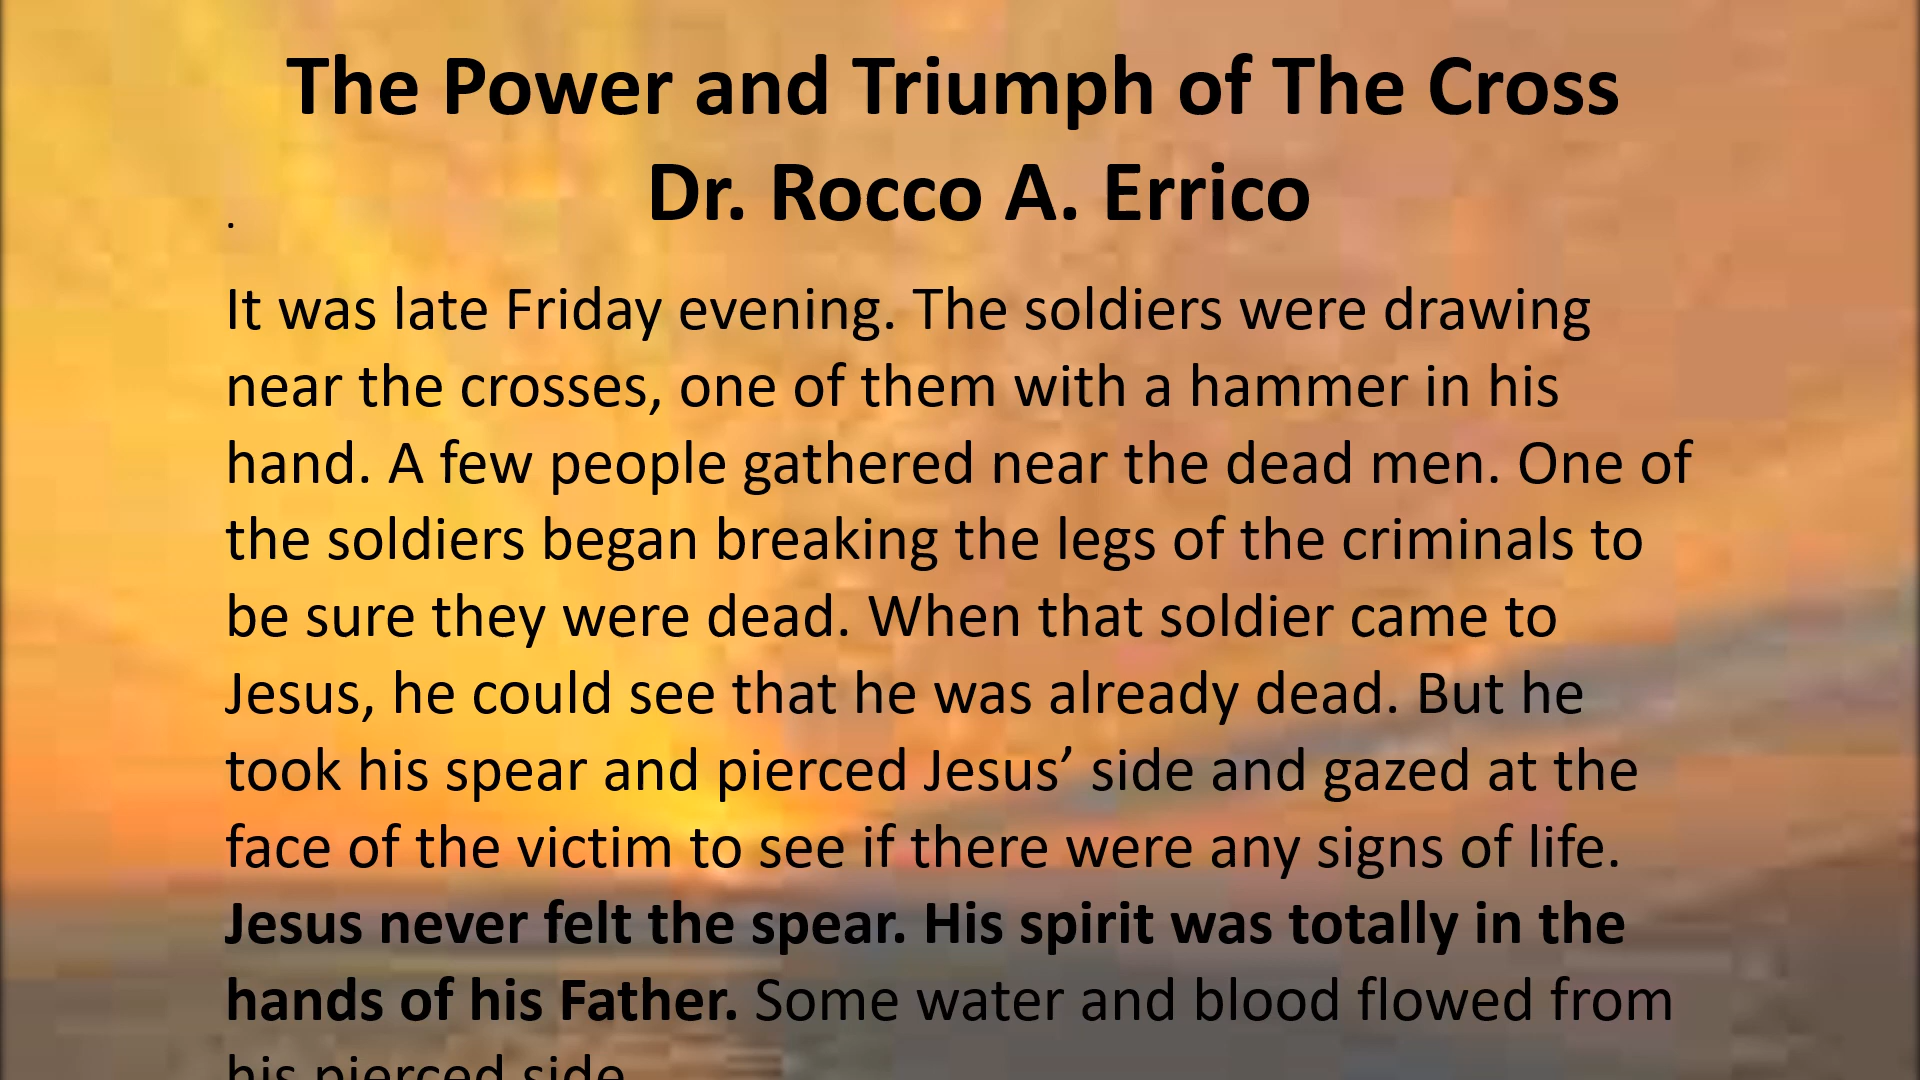 The Power and Triumph of The Cross
Dr. Rocco A. Errico
.
It was late Friday evening. The soldiers were drawing
near the crosses, one of them with a hammer in his
hand. A few people gathered near the dead men. One of
the soldiers began breaking the legs of the criminals to
be sure they were dead. When that soldier came to
Jesus, he could see that he was already dead. But he
took his spear and pierced Jesus’ side and gazed at the
face of the victim to see if there were any signs of life.
Jesus never felt the spear. His spirit was totally in the
hands of his Father. Some water and blood flowed from
his pierced side.